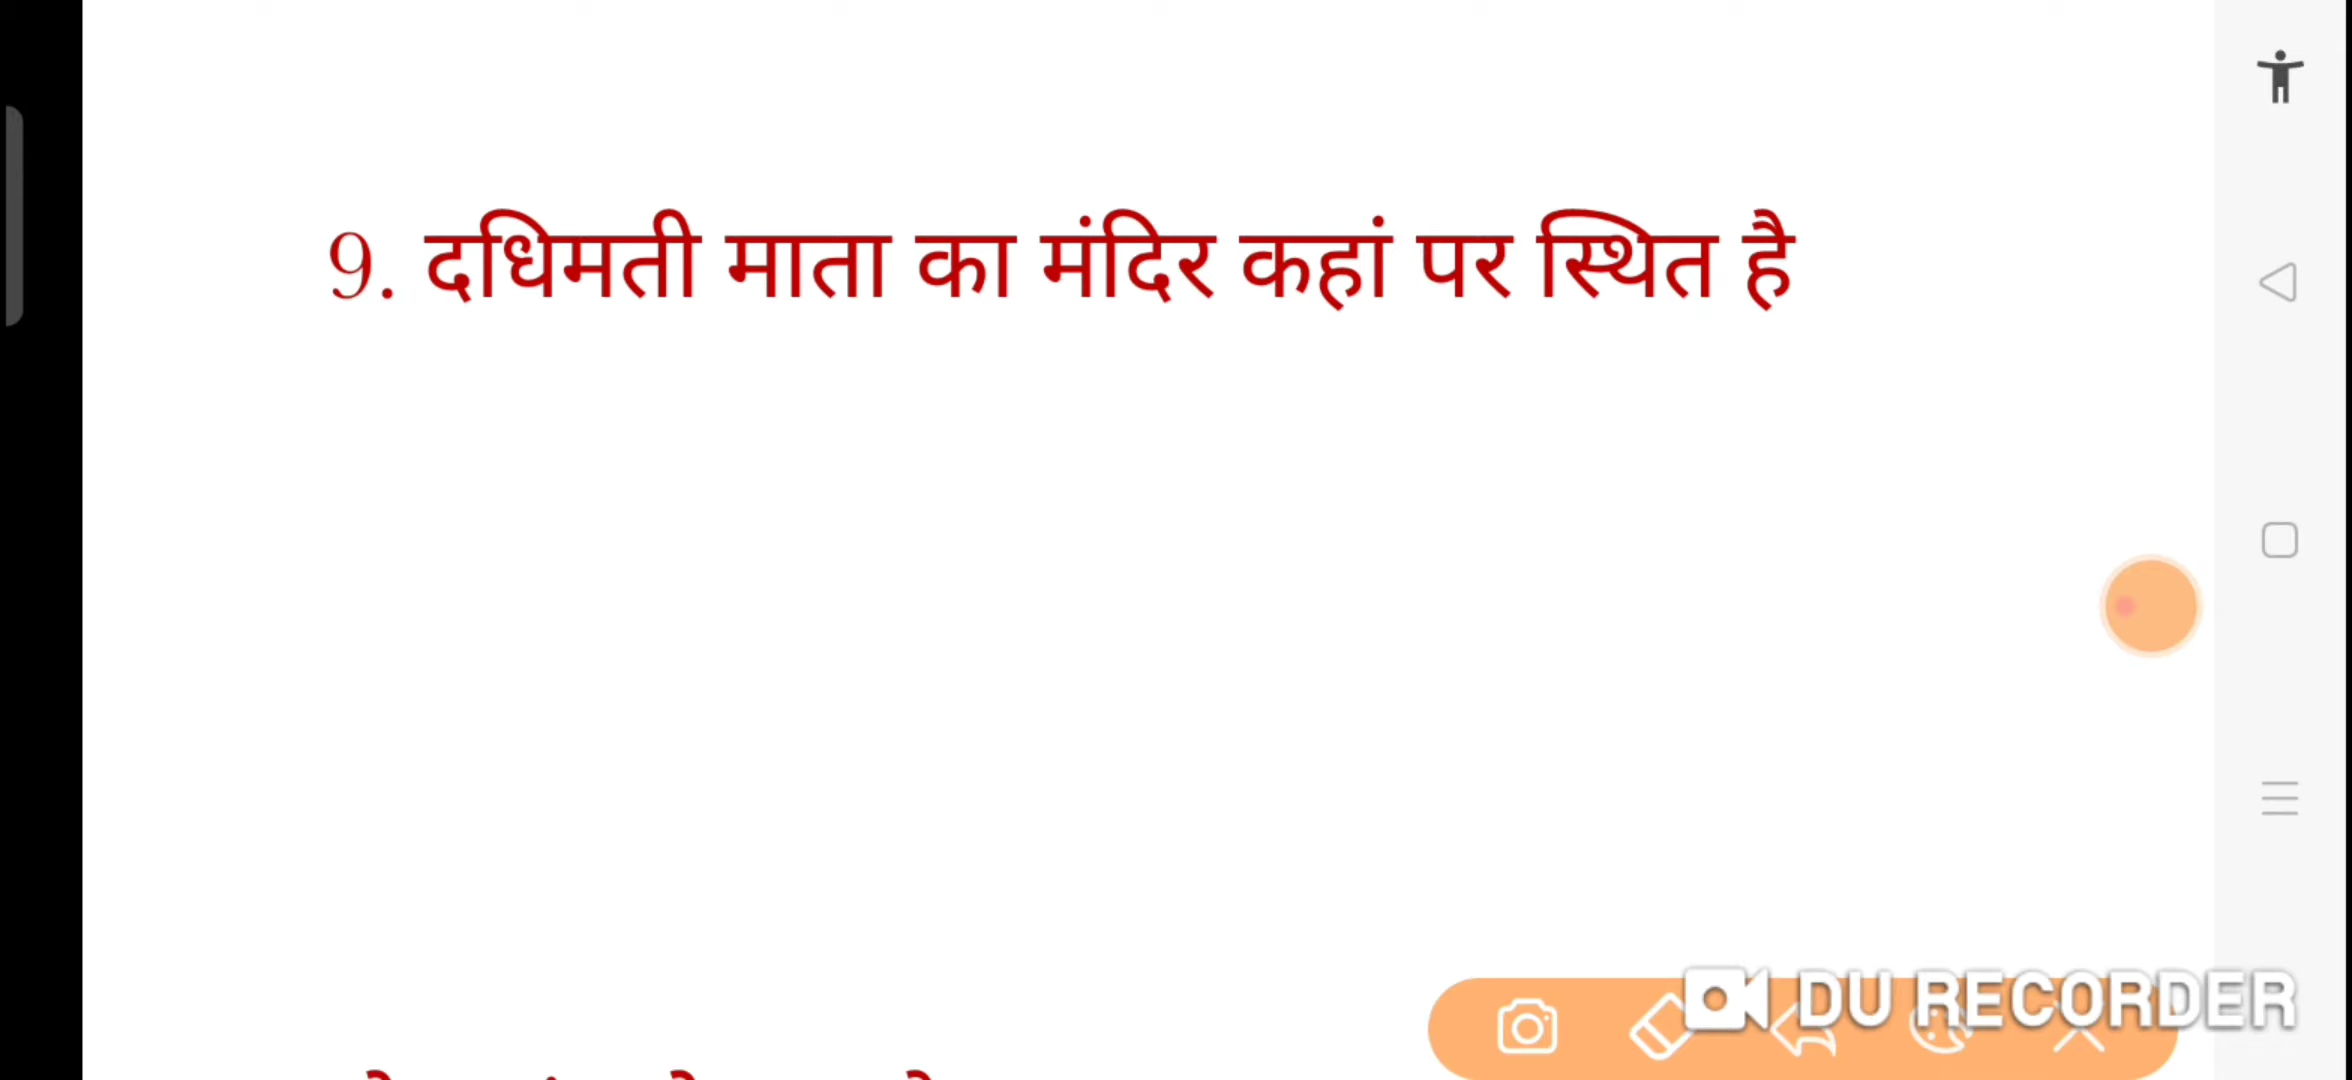 9. दधिमती माता का मंदिर कहां पर स्थित है
DU RECORDER